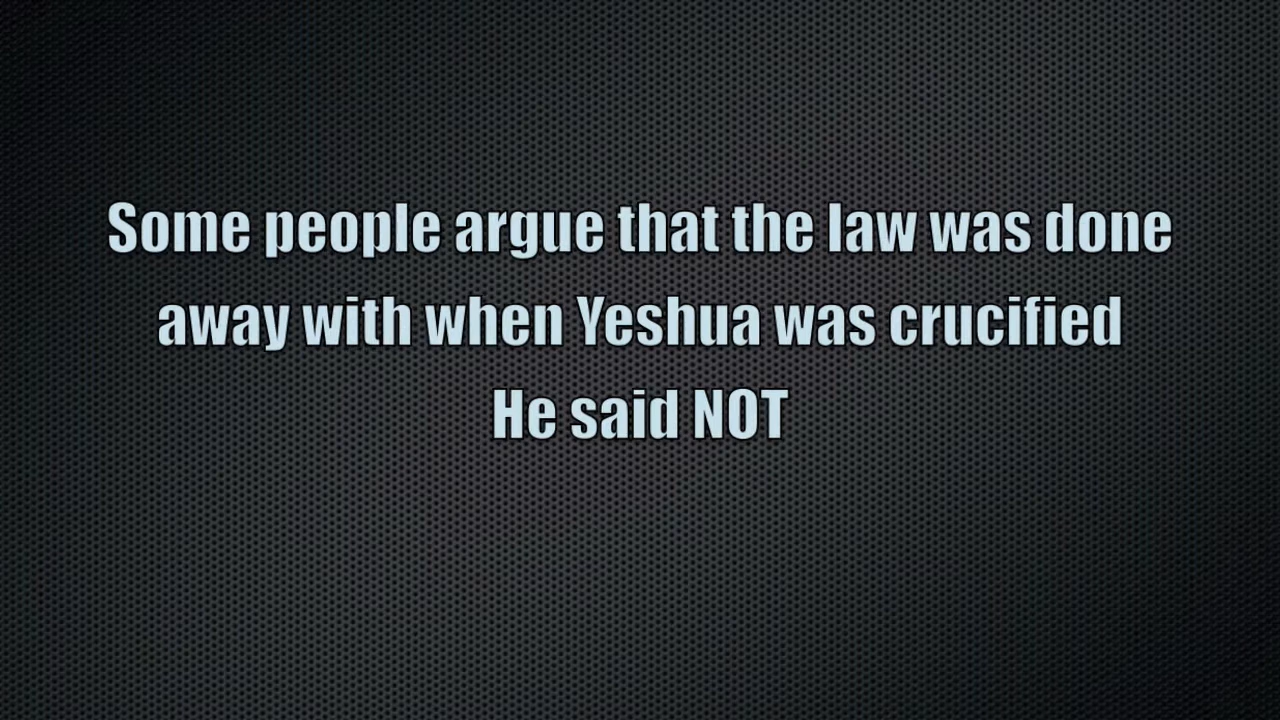 Some people argue that the law was done
away with when Yeshua was crucified
He said NOT